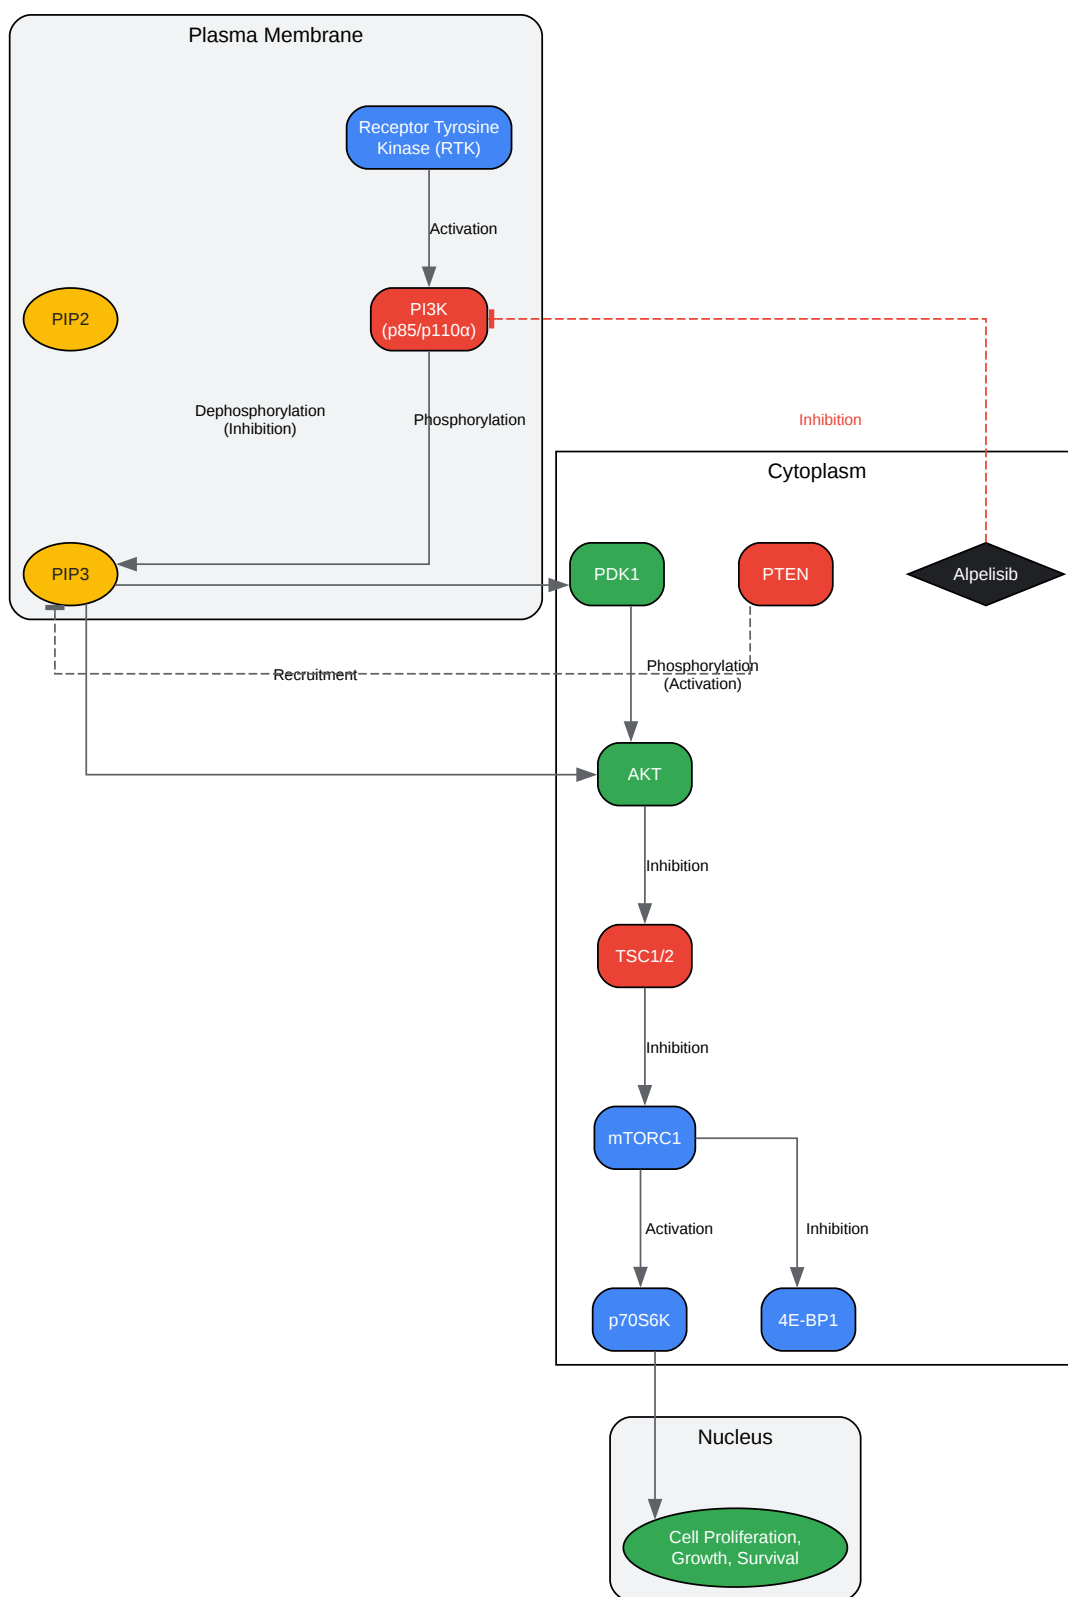 Plasma Membrane
Receptor Tyrosine
Kinase (RTK)
Activation
PIP2
PI3K
(p85/p110α)
Dephosphorylation
(Inhibition)
Phosphorylation
Inhibition
Cytoplasm
PIP3
PDK1
PTEN
Alpelisib
Recruitment
Phosphorylation
(Activation)
AKT
Inhibition
TSC1/2
Inhibition
mTORC1
Activation
Inhibition
p70S6K
4E-BP1
Nucleus
Cell Proliferation,
Growth, Survival